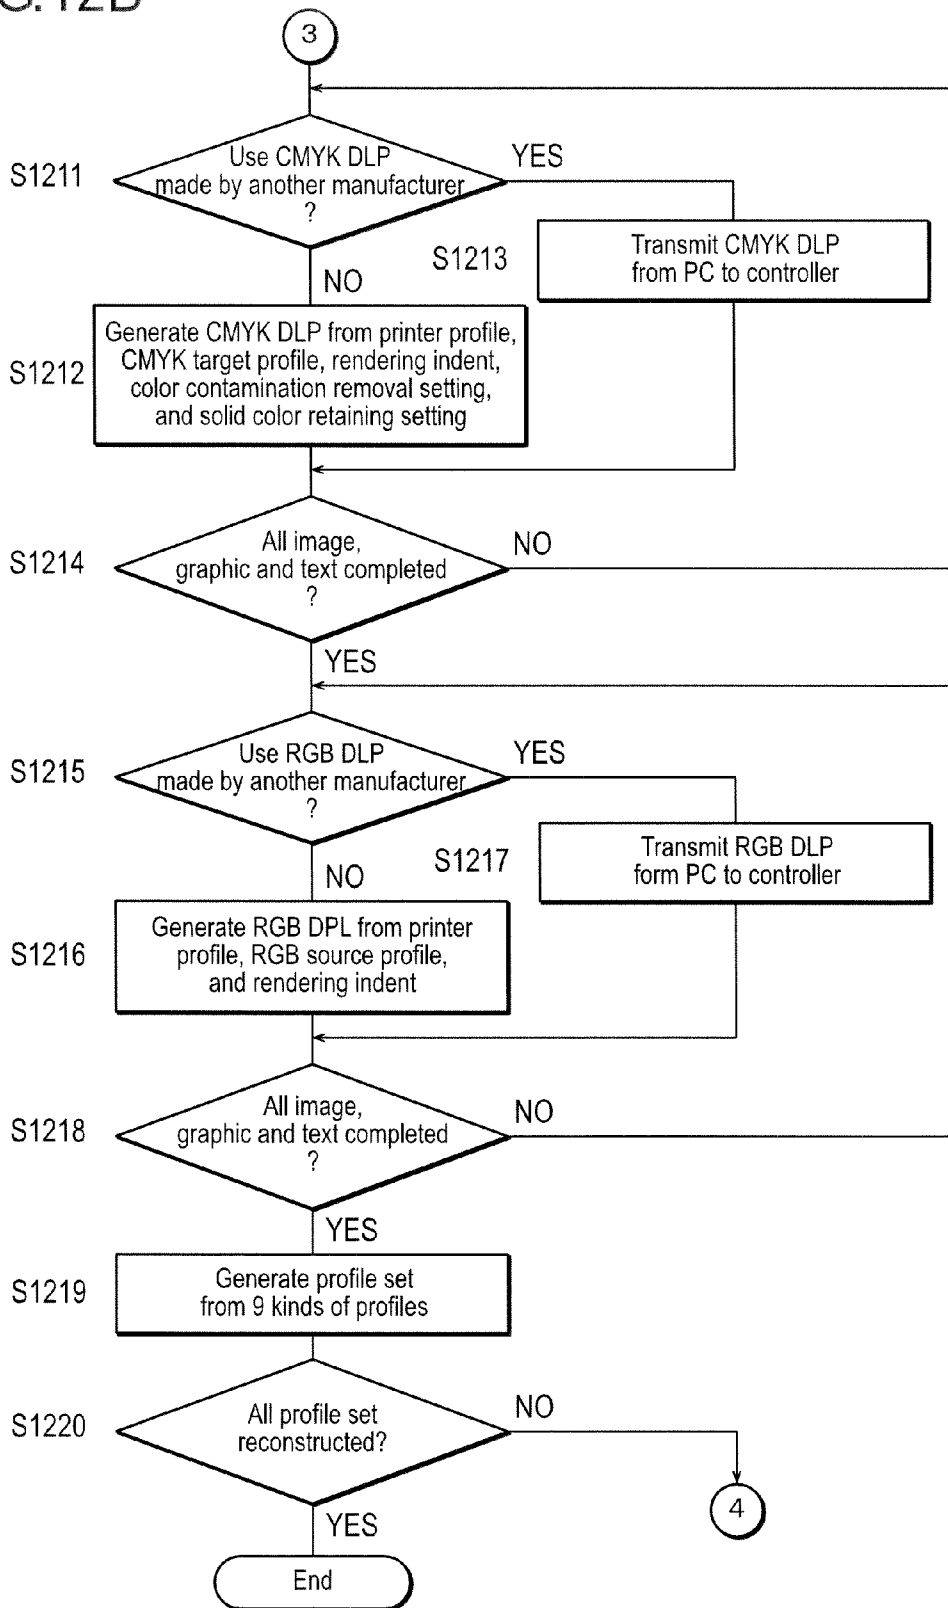 G.12B
3
S1211
Use CMYK DLP
made by another manufacturer
?
YES
S1213
Transmit CMYK DLP
from PC to controller
NO
S1212
Generate CMYK DLP from printer profile,
CMYK target profile, rendering indent,
color contamination removal setting,
and solid color retaining setting
S1214
All image,
graphic and text completed
?
NO
YES
S1215
Use RGB DLP
made by another manufacturer
?
YES
S1217
Transmit RGB DLP
form PC to controller
NO
S1216
Generate RGB DPL from printer
profile, RGB source profile,
and rendering indent
S1218
All image,
graphic and text completed
?
NO
YES
S1219
Generate profile set
from 9 kinds of profiles
S1220
All profile set
reconstructed?
NO
4
YES
End